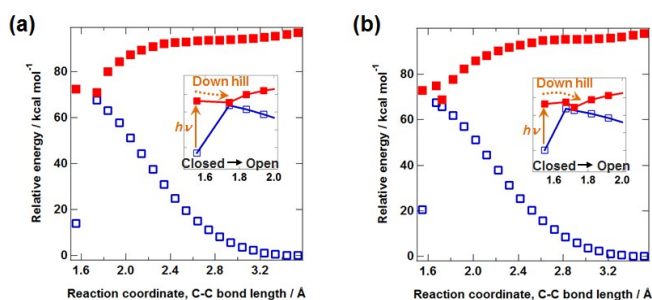 (a)
Relative energy / kcal mol⁻¹
80
60
40
20
0
1.6 2.0 2.4 2.8 3.2
Reaction coordinate, C-C bond length / Å
Down hill
hν
Closed → Open
1.6 1.8 2.0
(b)
Relative energy / kcal mol⁻¹
80
60
40
20
0
1.6 2.0 2.4 2.8 3.2
Reaction coordinate, C-C bond length / Å
Down hill
hν
Closed → Open
1.6 1.8 2.0